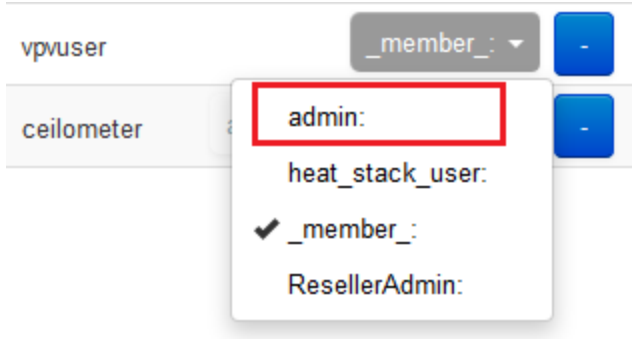 vpvuser _member_: -
ceilometer a -
admin:
heat_stack_user:
_member_:
ResellerAdmin: